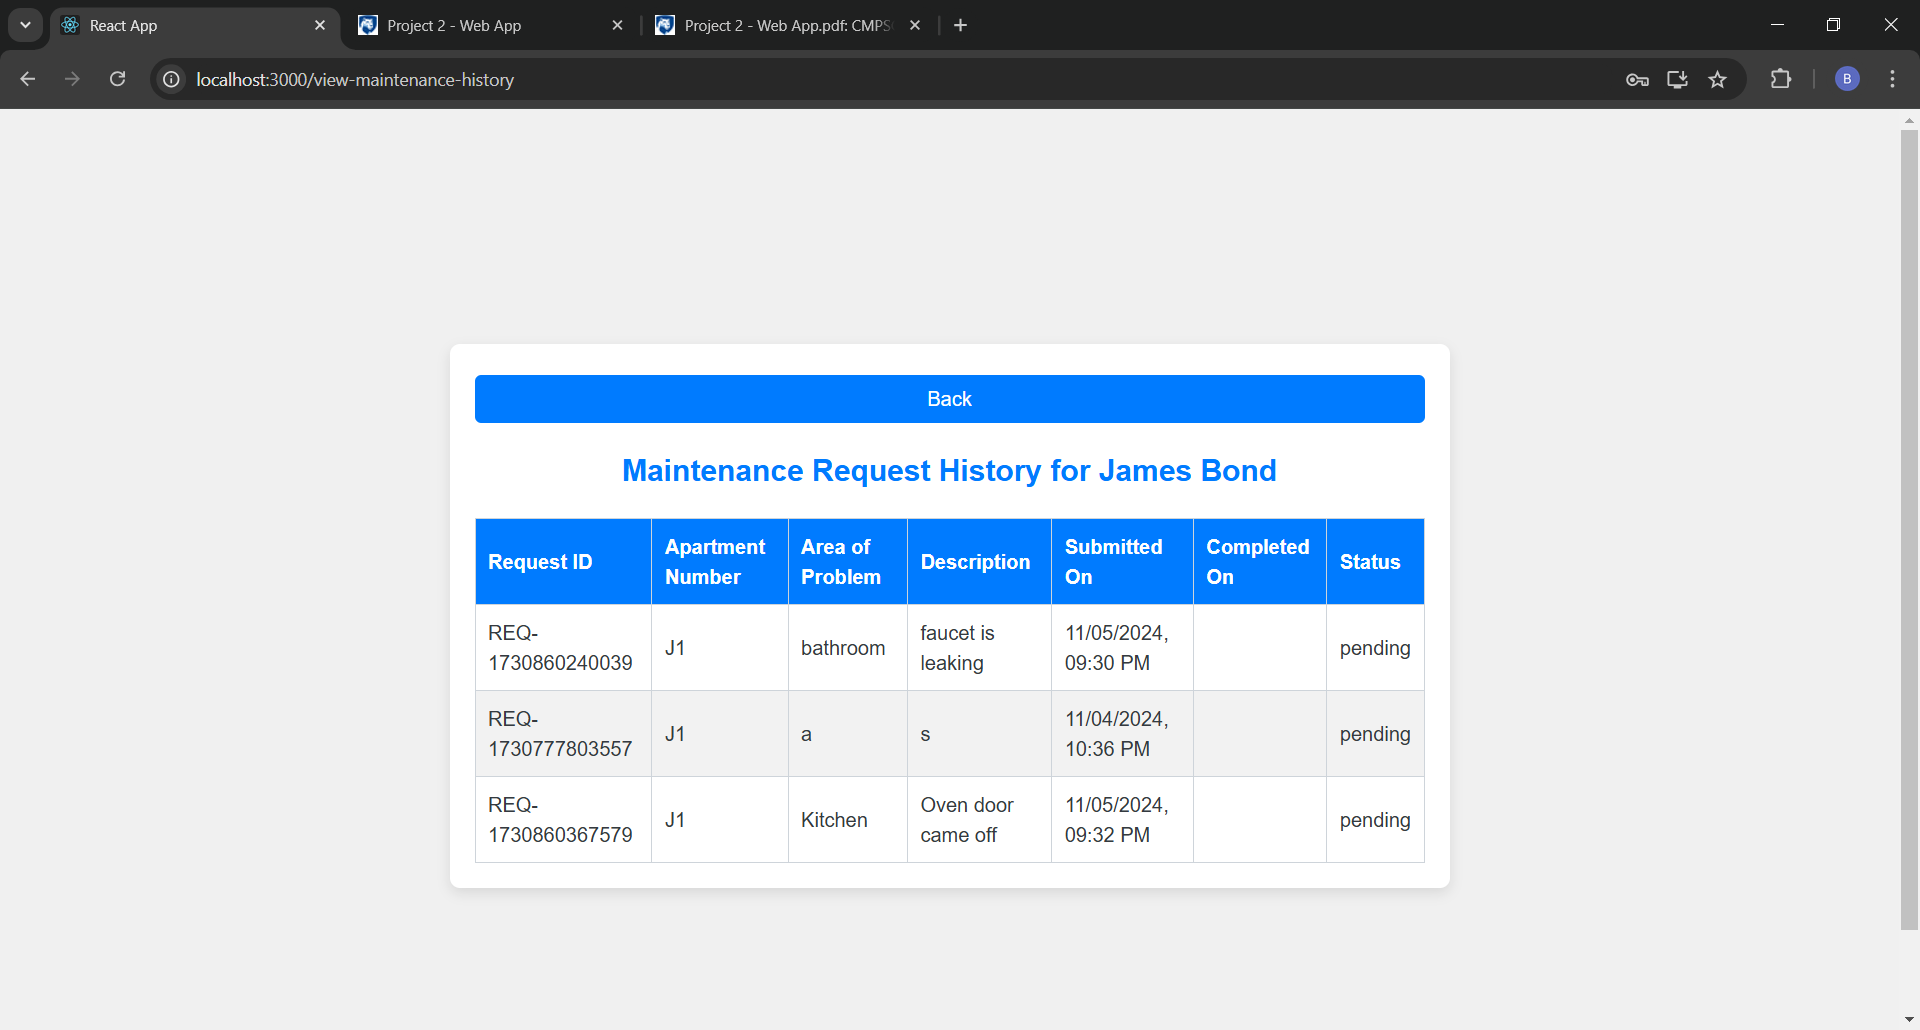 React App
Project 2 - Web App
Project 2 - Web App.pdf: CMPS
localhost:3000/view-maintenance-history
B
Back
Maintenance Request History for James Bond
Request ID
Apartment Number
Area of Problem
Description
Submitted On
Completed On
Status
REQ-
1730860240039
J1
bathroom
faucet is
leaking
11/05/2024,
09:30 PM
pending
REQ-
1730777803557
J1
a
s
11/04/2024,
10:36 PM
pending
REQ-
1730860367579
J1
Kitchen
Oven door
came off
11/05/2024,
09:32 PM
pending